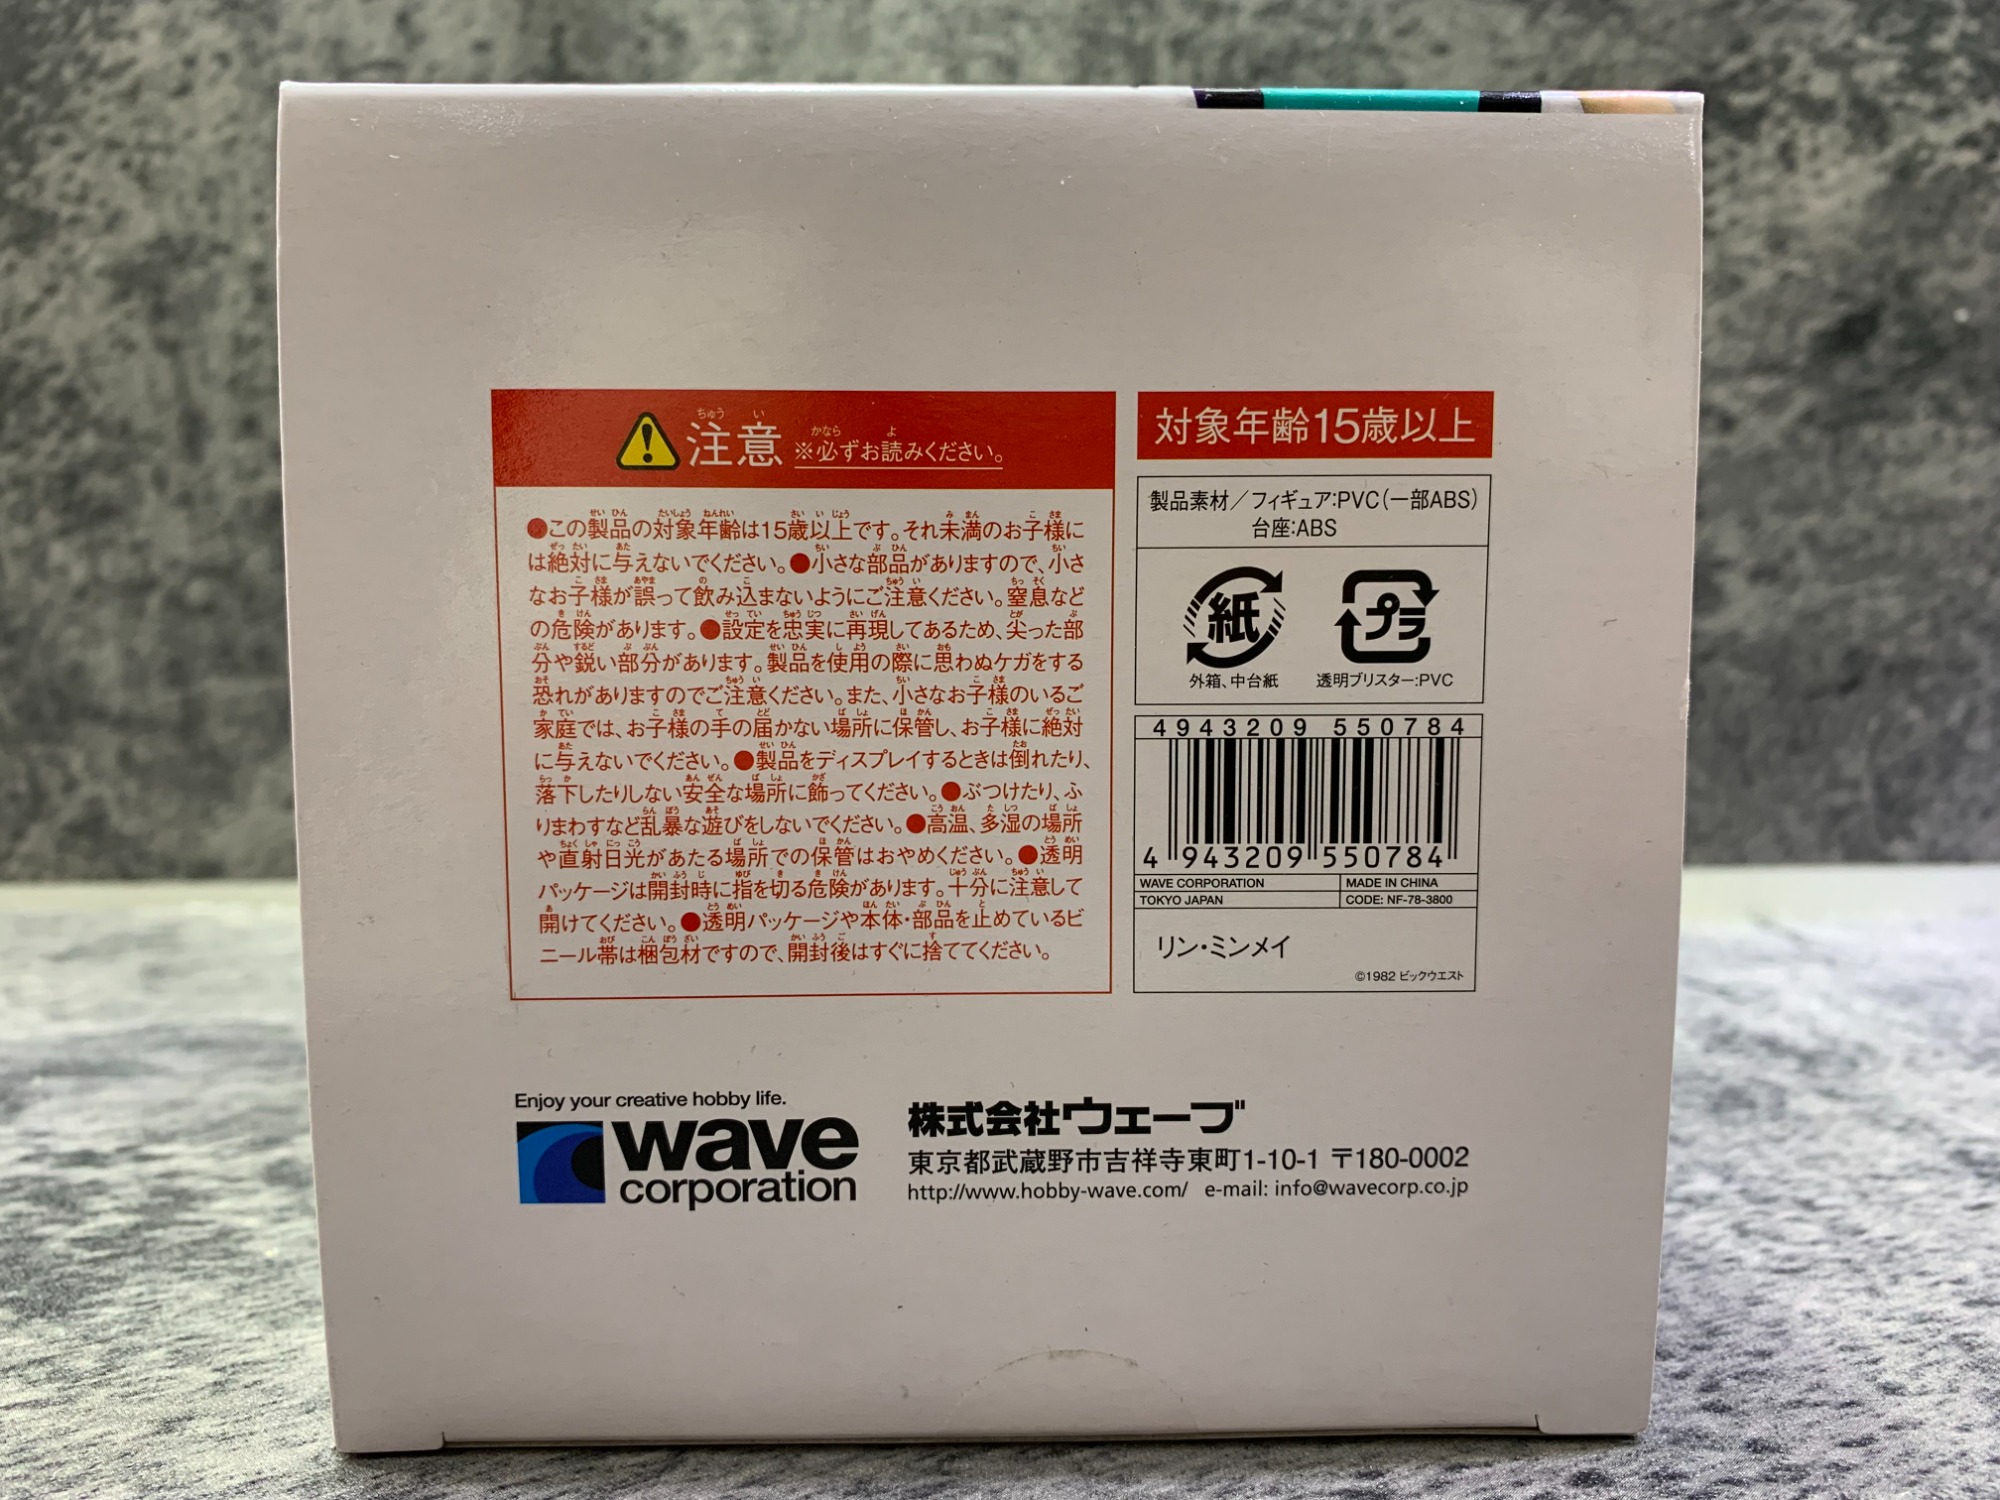 注意 ※必ずお読みください。
●この製品の対象年齢は15歳以上です。それ未満のお子様に
は絶対に与えないでください。●小さな部品がありますので、小さ
なお子様が誤って飲み込まないようにご注意ください。窒息など
の危険があります。●設定を忠実に再現してあるため、尖った部
分や鋭い部分があります。製品を使用の際に思わぬケガをする
恐れがありますのでご注意ください。また、小さなお子様のいるご
家庭では、お子様の手の届かない場所に保管し、お子様に絶対
に与えないでください。●製品をディスプレイするときは倒れたり、
落下したりしない安全な場所に飾ってください。●ぶつけたり、ふ
りまわすなど乱暴な遊びをしないでください。●高温、多湿の場所
や直射日光があたる場所での保管はおやめください。●透明
パッケージは開封時に指を切る危険があります。十分に注意して
開けてください。●透明パッケージや本体・部品を止めているビ
ニール帯は梱包材ですので、開封後はすぐに捨ててください。
対象年齢15歳以上
製品素材／フィギュア:PVC(一部ABS)
台座:ABS
紙
プラ
外箱、中台紙
透明ブリスター:PVC
4943209 550784
4 943209 550784
WAVE CORPORATION
MADE IN CHINA
TOKYO JAPAN
CODE: NF-78-3800
リン・ミンメイ
©1982 ビックウエスト
Enjoy your creative hobby life.
wave
corporation
株式会社ウェーブ
東京都武蔵野市吉祥寺東町1-10-1 〒180-0002
http://www.hobby-wave.com/ e-mail: info@wavecorp.co.jp